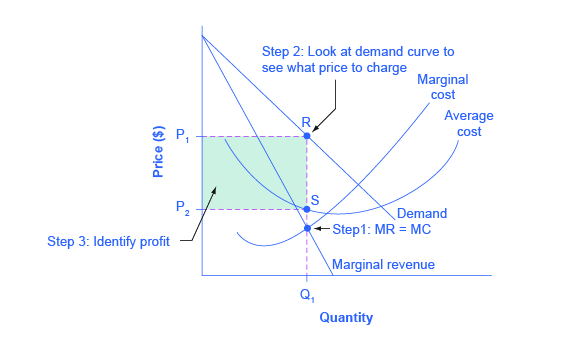 Step 2: Look at demand curve to
see what price to charge
Marginal
cost
Average
cost
R
P1
Price ($)
S
P2
Demand
Step1: MR = MC
Step 3: Identify profit
Marginal revenue
Q1
Quantity